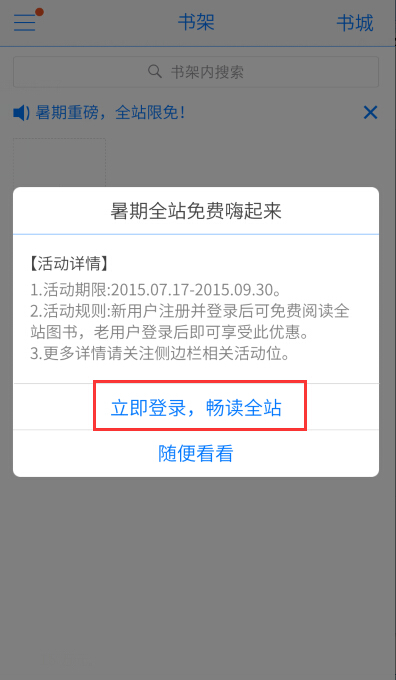 书架
书城
书架内搜索
暑期重磅，全站限免！
暑期全站免费嗨起来
【活动详情】
1.活动期限:2015.07.17-2015.09.30。
2.活动规则:新用户注册并登录后可免费阅读全
站图书，老用户登录后即可享受此优惠。
3.更多详情请关注侧边栏相关活动位。
立即登录，畅读全站
随便看看